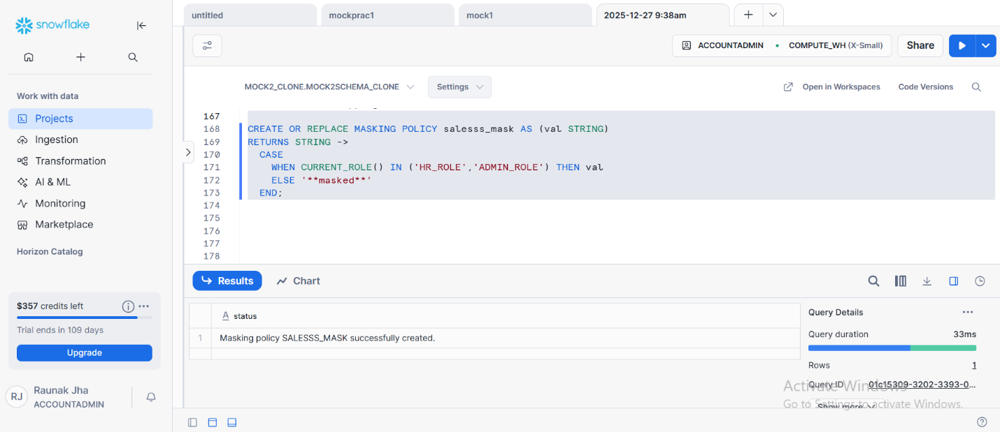 snowflake
Work with data
Projects
Ingestion
Transformation
AI & ML
Monitoring
Marketplace
Horizon Catalog
$357 credits left
Trial ends in 109 days
Upgrade
RJ
Raunak Jha
ACCOUNTADMIN
untitled
mockprac1
mock1
2025-12-27 9:38am
ACCOUNTADMIN • COMPUTE_WH (X-Small)
Share
MOCK2_CLONE.MOCK2SCHEMA_CLONE
Settings
Open in Workspaces
Code Versions
167
168 CREATE OR REPLACE MASKING POLICY salesss_mask AS (val STRING)
169 RETURNS STRING ->
170 CASE
171 WHEN CURRENT_ROLE() IN ('HR_ROLE','ADMIN_ROLE') THEN val
172 ELSE '**masked**'
173 END;
174
175
176
177
178
Results
Chart
A status
1 Masking policy SALESSS_MASK successfully created.
Query Details
Query duration 33ms
Rows 1
Query ID 01c15309-3202-3393-0...
Show more
Activate Windows
Go to Settings to activate Windows.